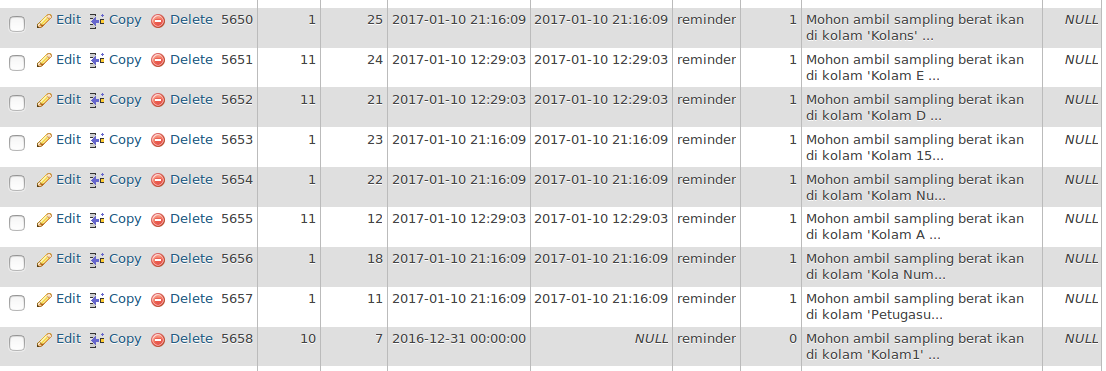 Edit Copy Delete 5650 1 25 2017-01-10 21:16:09 2017-01-10 21:16:09 reminder 1 Mohon ambil sampling berat ikan NULL
di kolam 'Kolans' ...
Edit Copy Delete 5651 11 24 2017-01-10 12:29:03 2017-01-10 12:29:03 reminder 1 Mohon ambil sampling berat ikan NULL
di kolam 'Kolam E ...
Edit Copy Delete 5652 11 21 2017-01-10 12:29:03 2017-01-10 12:29:03 reminder 1 Mohon ambil sampling berat ikan NULL
di kolam 'Kolam D ...
Edit Copy Delete 5653 1 23 2017-01-10 21:16:09 2017-01-10 21:16:09 reminder 1 Mohon ambil sampling berat ikan NULL
di kolam 'Kolam 15...
Edit Copy Delete 5654 1 22 2017-01-10 21:16:09 2017-01-10 21:16:09 reminder 1 Mohon ambil sampling berat ikan NULL
di kolam 'Kolam Nu...
Edit Copy Delete 5655 11 12 2017-01-10 12:29:03 2017-01-10 12:29:03 reminder 1 Mohon ambil sampling berat ikan NULL
di kolam 'Kolam A ...
Edit Copy Delete 5656 1 18 2017-01-10 21:16:09 2017-01-10 21:16:09 reminder 1 Mohon ambil sampling berat ikan NULL
di kolam 'Kola Num...
Edit Copy Delete 5657 1 11 2017-01-10 21:16:09 2017-01-10 21:16:09 reminder 1 Mohon ambil sampling berat ikan NULL
di kolam 'Petugasu...
Edit Copy Delete 5658 10 7 2016-12-31 00:00:00 NULL reminder 0 Mohon ambil sampling berat ikan NULL
di kolam 'Kolam1' ...